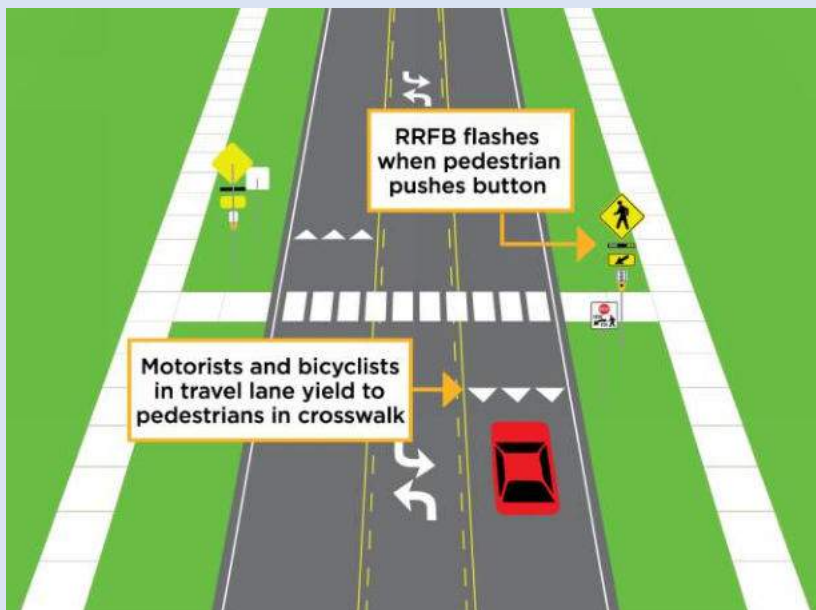 RRFB flashes
when pedestrian
pushes button
Motorists and bicyclists
in travel lane yield to
pedestrians in crosswalk